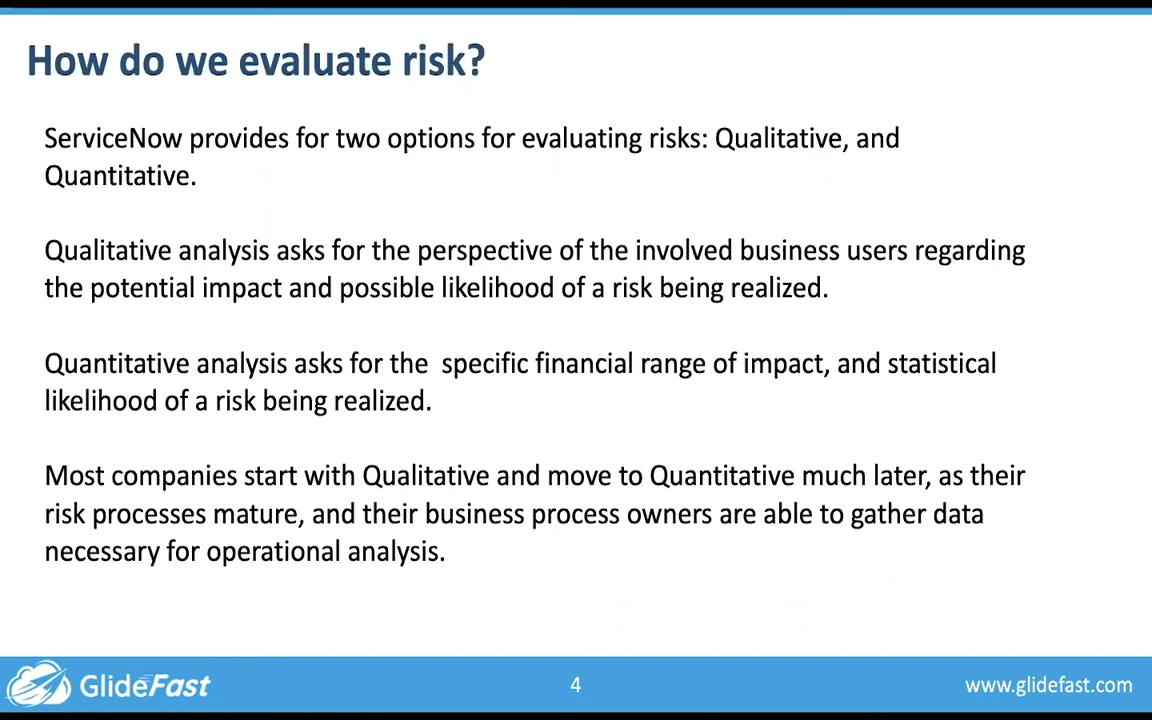 How do we evaluate risk?
ServiceNow provides for two options for evaluating risks: Qualitative, and
Quantitative.
Qualitative analysis asks for the perspective of the involved business users regarding
the potential impact and possible likelihood of a risk being realized.
Quantitative analysis asks for the  specific financial range of impact, and statistical
likelihood of a risk being realized.
Most companies start with Qualitative and move to Quantitative much later, as their
risk processes mature, and their business process owners are able to gather data
necessary for operational analysis.
GlideFast
4
www.glidefast.com